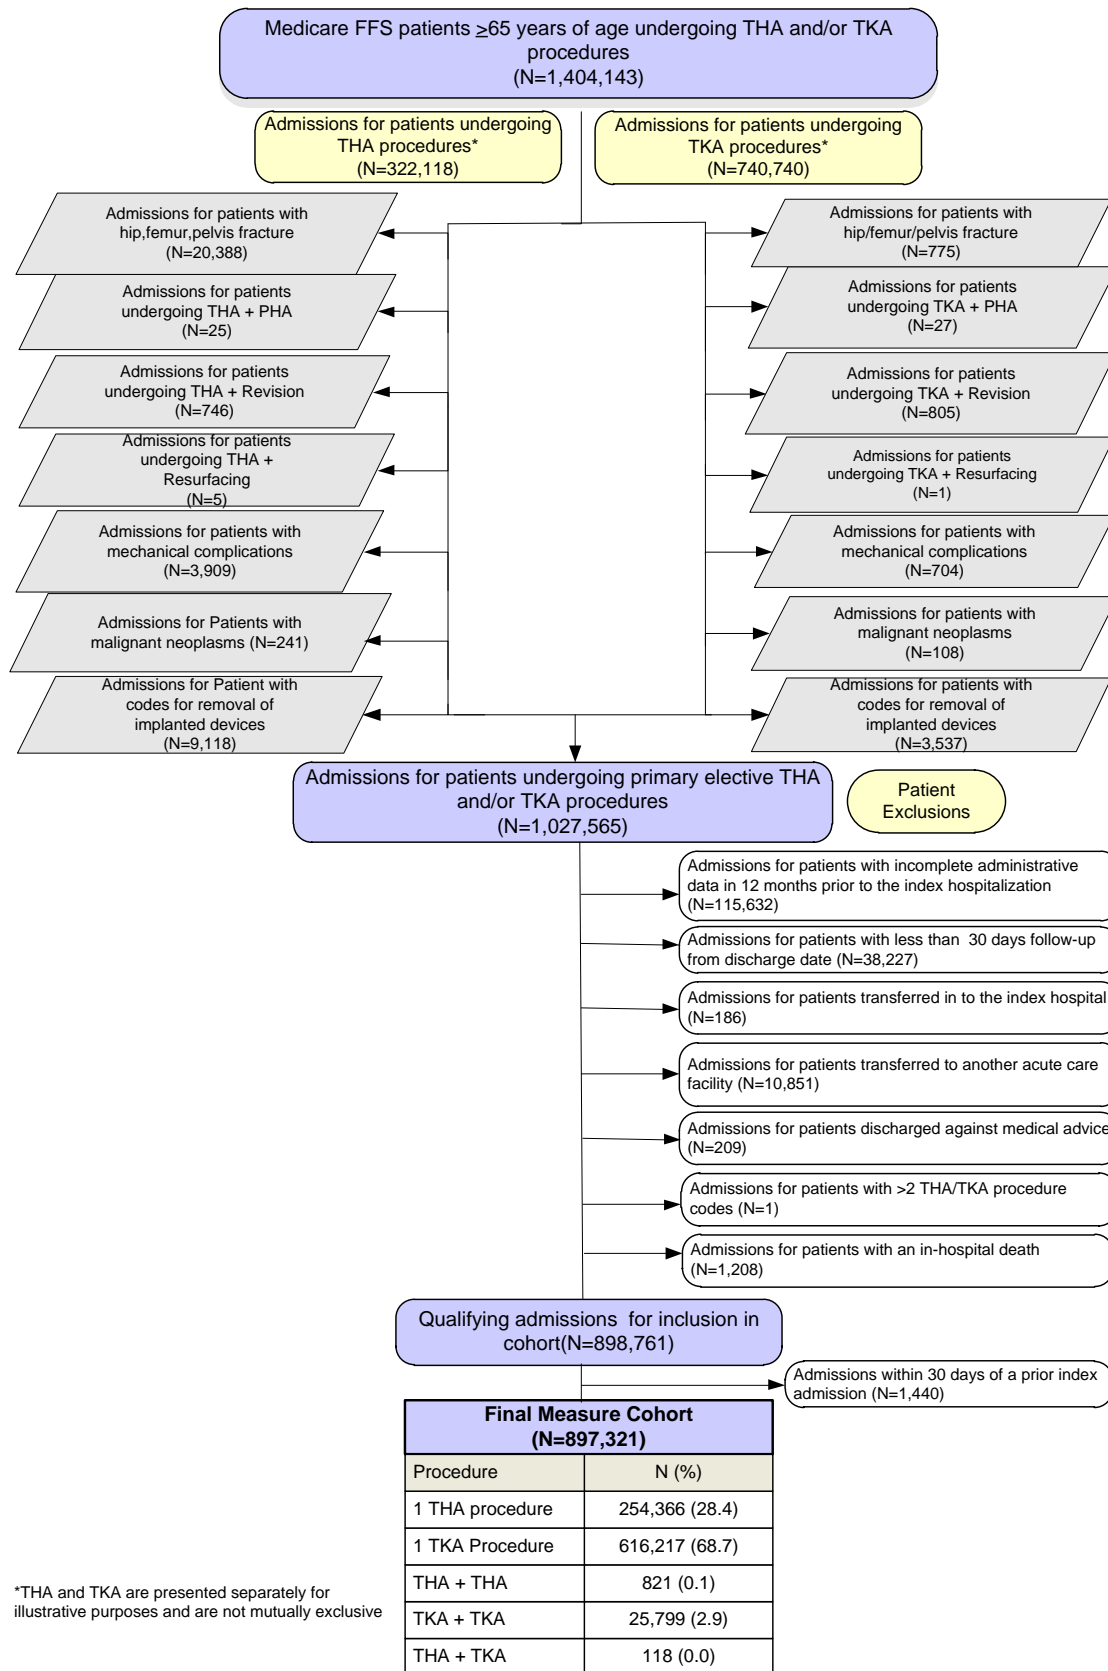 Medicare FFS patients ≥65 years of age undergoing THA and/or TKA
procedures
(N=1,404,143)
Admissions for patients undergoing
THA procedures*
(N=322,118)
Admissions for patients undergoing
TKA procedures*
(N=740,740)
Admissions for patients with
hip,femur,pelvis fracture
(N=20,388)
Admissions for patients with
hip/femur/pelvis fracture
(N=775)
Admissions for patients
undergoing THA + PHA
(N=25)
Admissions for patients
undergoing TKA + PHA
(N=27)
Admissions for patients
undergoing THA + Revision
(N=746)
Admissions for patients
undergoing TKA + Revision
(N=805)
Admissions for patients
undergoing THA +
Resurfacing
(N=5)
Admissions for patients
undergoing TKA + Resurfacing
(N=1)
Admissions for patients with
mechanical complications
(N=3,909)
Admissions for patients with
mechanical complications
(N=704)
Admissions for Patients with
malignant neoplasms (N=241)
Admissions for patients with
malignant neoplasms
(N=108)
Admissions for Patient with
codes for removal of
implanted devices
(N=9,118)
Admissions for patients with
codes for removal of
implanted devices
(N=3,537)
Admissions for patients undergoing primary elective THA
and/or TKA procedures
(N=1,027,565)
Patient
Exclusions
Admissions for patients with incomplete administrative
data in 12 months prior to the index hospitalization
(N=115,632)
Admissions for patients with less than 30 days follow-up
from discharge date (N=38,227)
Admissions for patients transferred in to the index hospital
(N=186)
Admissions for patients transferred to another acute care
facility (N=10,851)
Admissions for patients discharged against medical advice
(N=209)
Admissions for patients with >2 THA/TKA procedure
codes (N=1)
Admissions for patients with an in-hospital death
(N=1,208)
Qualifying admissions for inclusion in
cohort(N=898,761)
Admissions within 30 days of a prior index
admission (N=1,440)
Final Measure Cohort
(N=897,321)
Procedure N (%)
1 THA procedure 254,366 (28.4)
1 TKA Procedure 616,217 (68.7)
THA + THA 821 (0.1)
TKA + TKA 25,799 (2.9)
THA + TKA 118 (0.0)
*THA and TKA are presented separately for
illustrative purposes and are not mutually exclusive